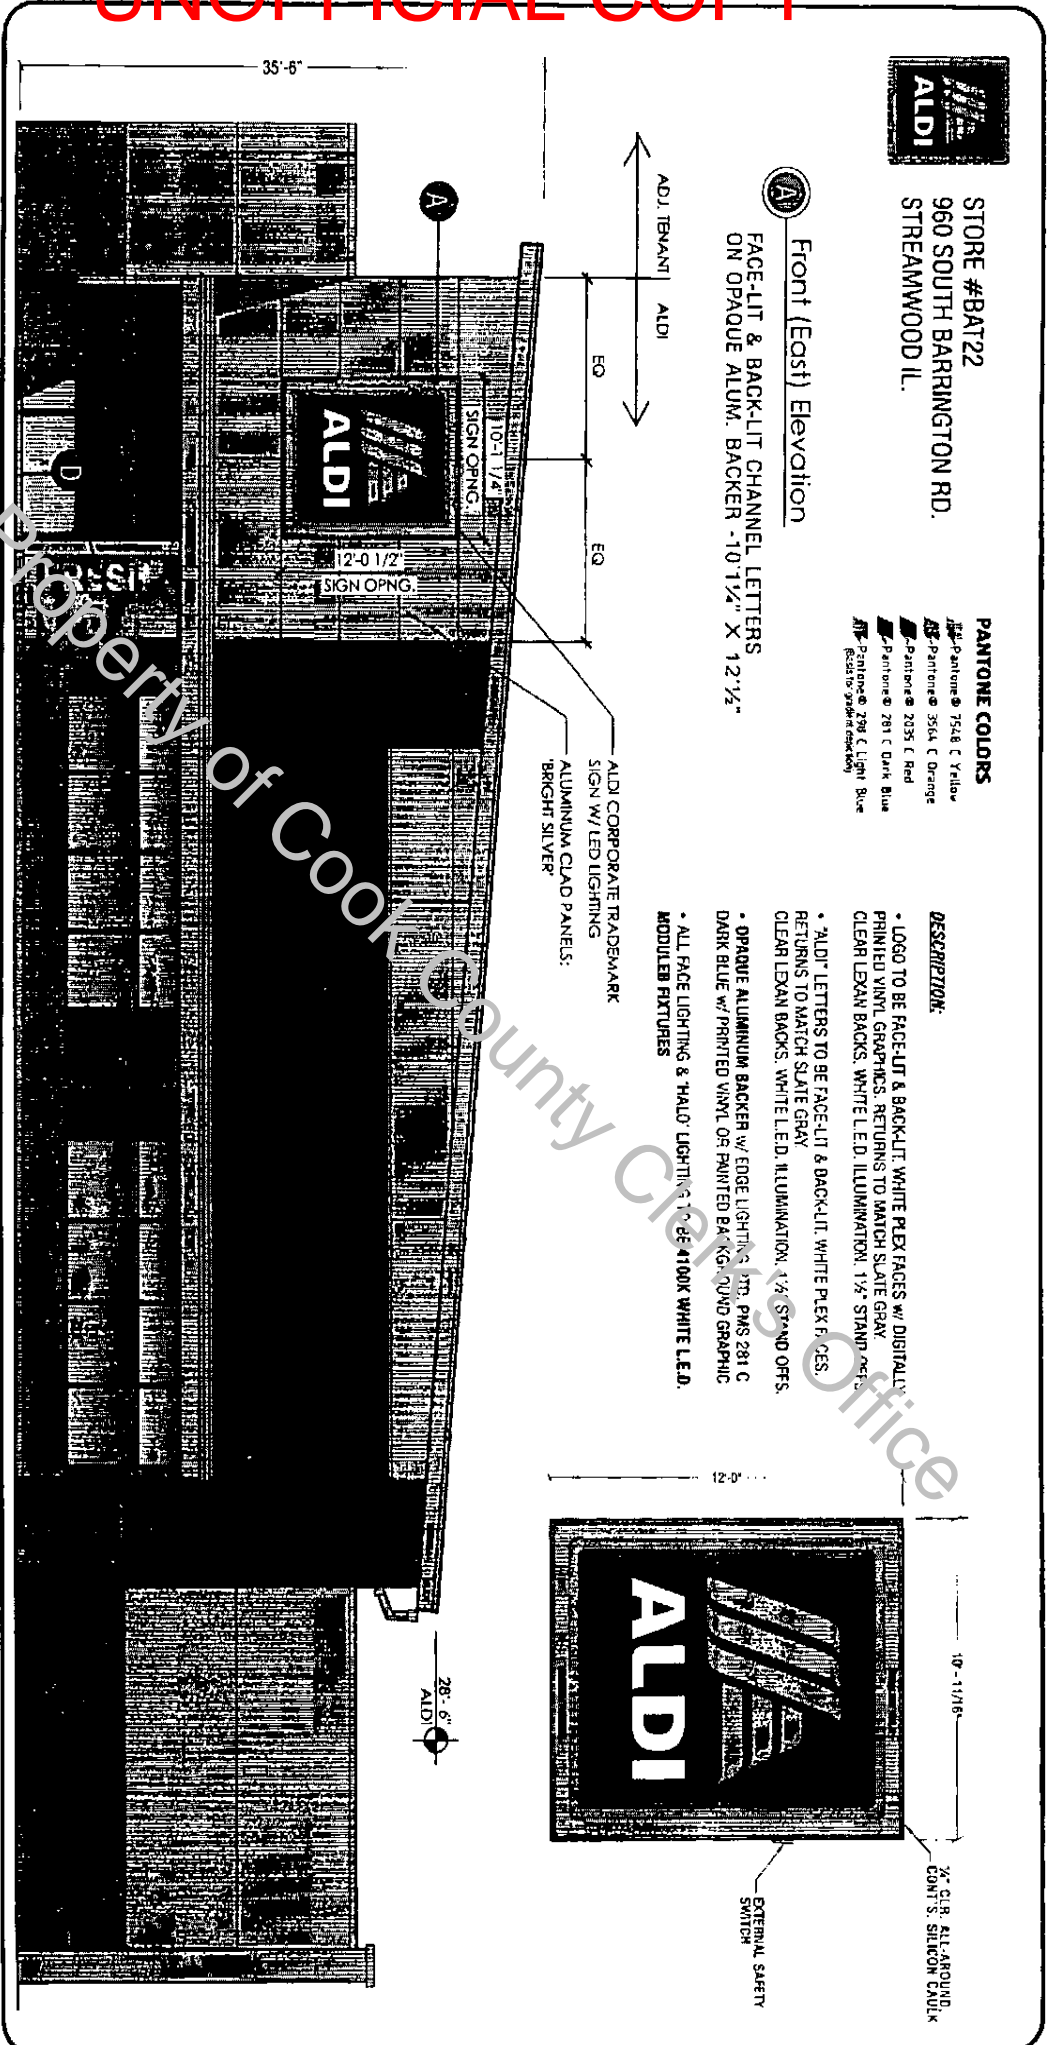 UNOFFICIAL COPY
ALDI
STORE #BAT22
960 SOUTH BARRINGTON RD.
STREAMWOOD IL.
PANTONE COLORS
Pantone® 7548 C Yellow
Pantone® 3564 C Orange
Pantone® 2035 C Red
Pantone® 281 C Dark Blue
Pantone® 298 C Light Blue
DESCRIPTION:
• LOGO TO BE FACE-LIT & BACK-LIT. WHITE PLEX FACES W/ DIGITALLY
PRINTED VINYL GRAPHICS. RETURNS TO MATCH SLATE GRAY.
CLEAR LEXAN BACKS. WHITE L.E.D. ILLUMINATION. 1½" STAND OFFS
• "ALDI" LETTERS TO BE FACE-LIT & BACK-LIT. WHITE PLEX FACES.
RETURNS TO MATCH SLATE GRAY
CLEAR LEXAN BACKS. WHITE L.E.D. ILLUMINATION. 1½" STAND OFFS.
• OPAQUE ALUMINUM BACKER W/ EDGE LIGHTING PTD. PMS 281 C
DARK BLUE W/ PRINTED VINYL OR PAINTED BACKGROUND GRAPHIC
• ALL FACE LIGHTING & 'HALO' LIGHTING TO BE 4100K WHITE L.E.D.
MODULEB FIXTURES
A
Front (East) Elevation
FACE-LIT & BACK-LIT CHANNEL LETTERS
ON OPAQUE ALUM. BACKER -10'1¼" X 12'½"
ADJ. TENANT
ALDI
EQ
EQ
35'-6"
A
10'-1 1/4"
SIGN OPNG.
ALDI
12'-0 1/2"
SIGN OPNG.
ALDI CORPORATE TRADEMARK
SIGN W/ LED LIGHTING
ALUMINUM CLAD PANELS:
'BRIGHT SILVER'
D
28'-6"
ALDI
12'-0"
10'-11/16"
ALDI
¼" CLR. ALL-AROUND,
CONT'S. SILICON CAULK
EXTERNAL SAFETY
SWITCH
Property of Cook County Clerk's Office